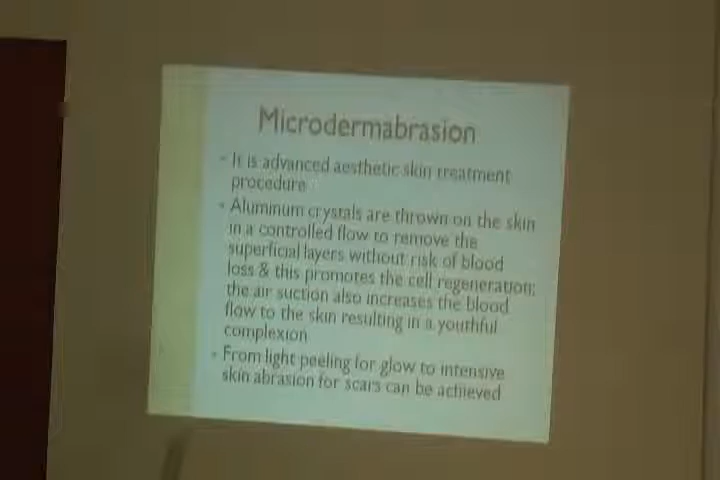 Microdermabrasion
• It is advanced aesthetic skin treatment
procedure
• Aluminum crystals are thrown on the skin
in a controlled flow to remove the
superficial layers without risk of blood
loss & this promotes the cell regeneration;
the air suction also increases the blood
flow to the skin resulting in a youthful
complexion
• From light peeling for glow to intensive
skin abrasion for scars can be achieved